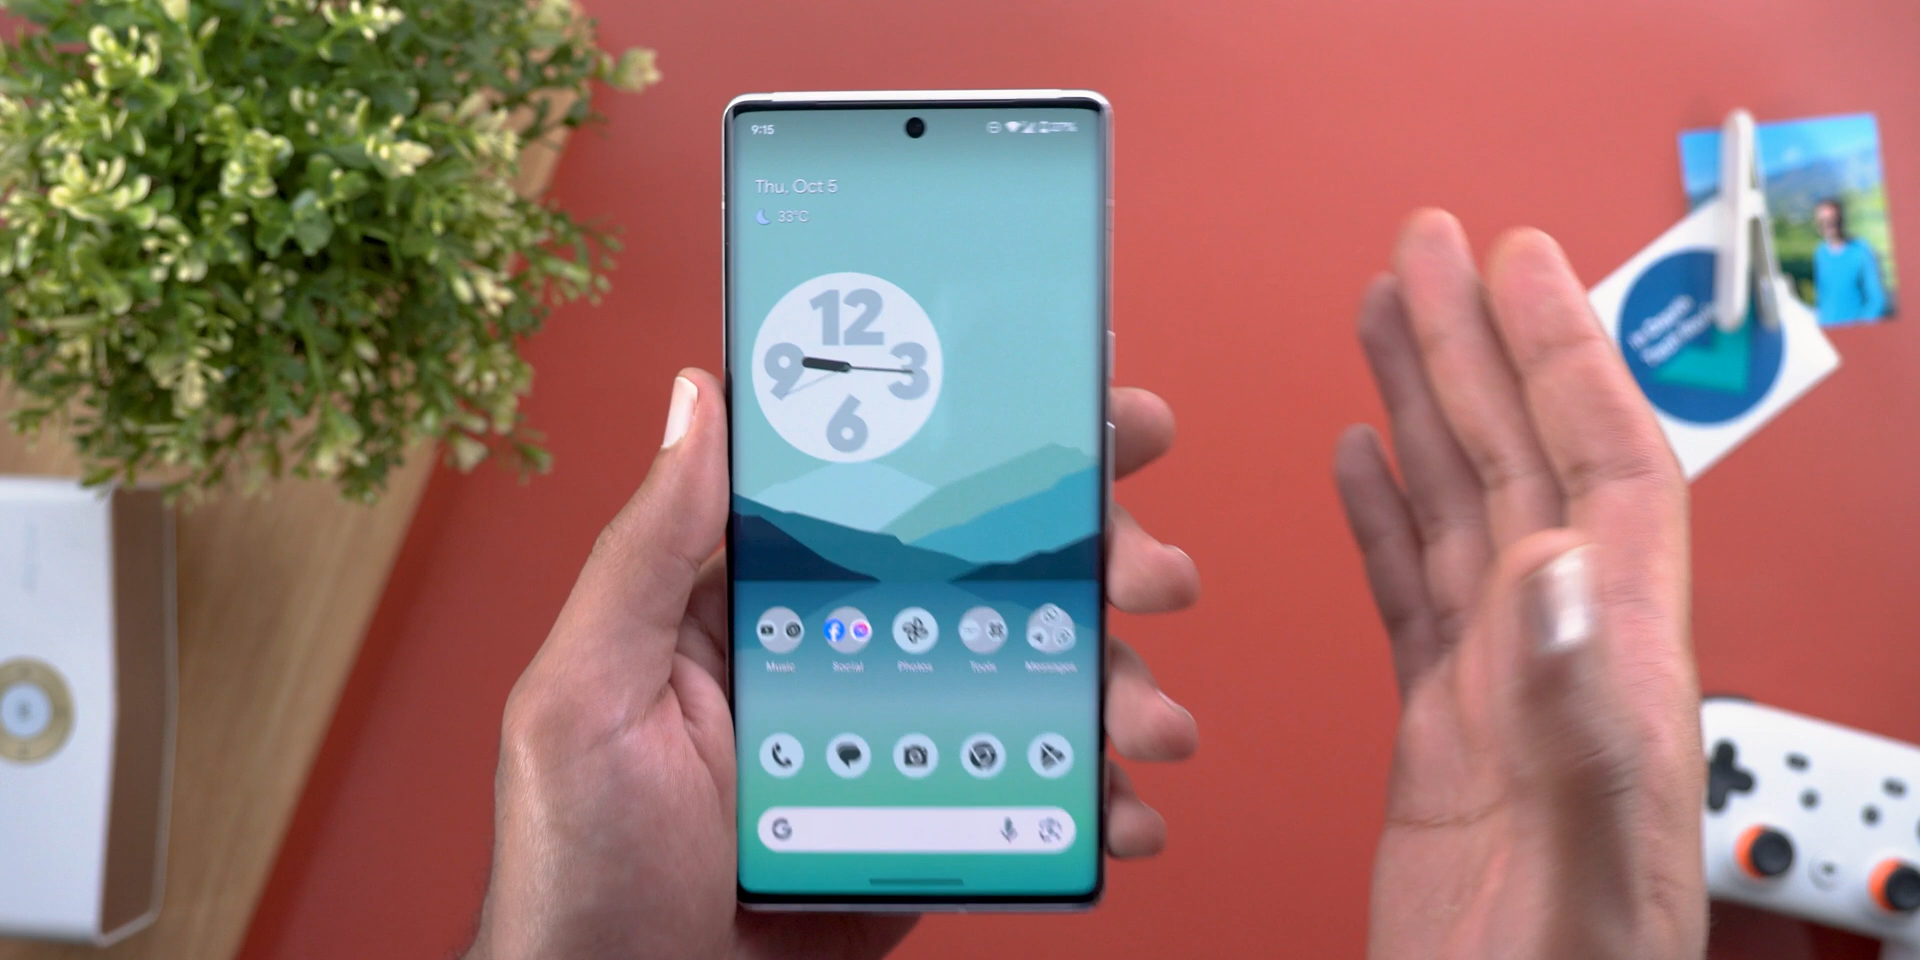 9:15
Thu, Oct 5
33°C
12
9
3
6
Music
Social
Photos
Tools
Messages
G